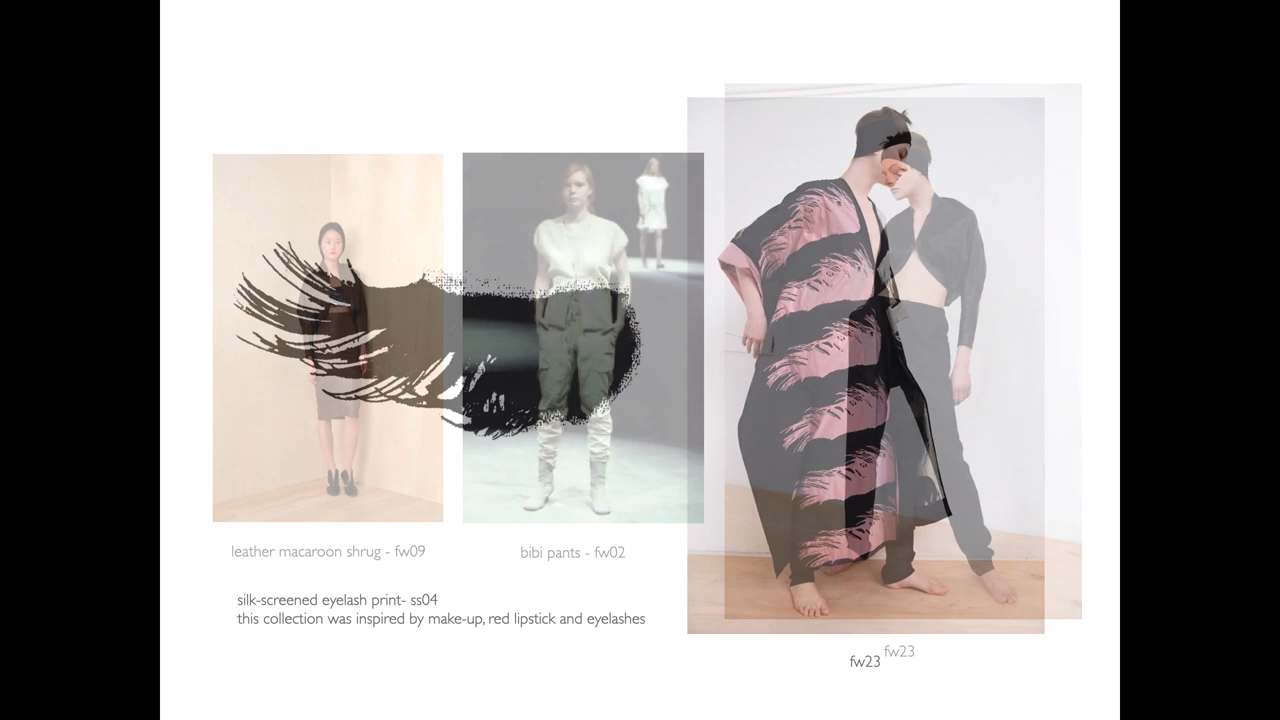 leather macaroon shrug - fw09
bibi pants - fw02
silk-screened eyelash print- ss04
this collection was inspired by make-up, red lipstick and eyelashes
fw23
fw23